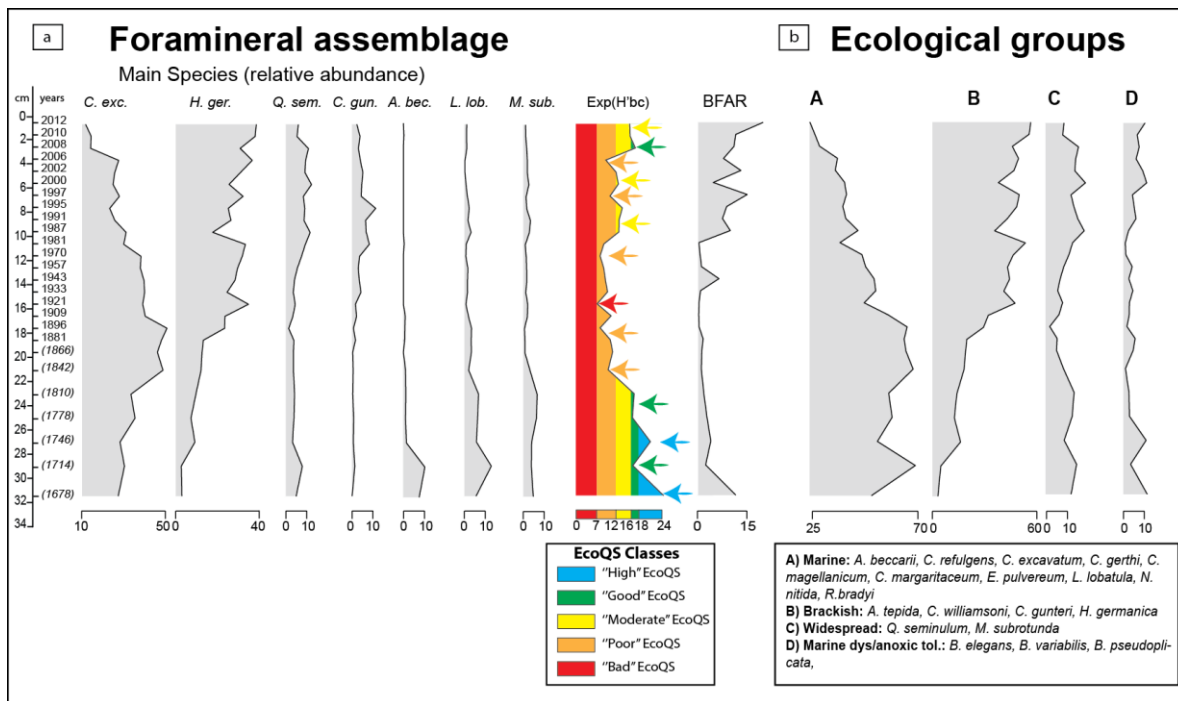 a Foramineral assemblage
Main Species (relative abundance)
cm years C. exc. H. ger. Q. sem. C. gun. A. bec. L. lob. M. sub. Exp(H'bc) BFAR
0 2012
2010
2 2008
2006
4 2002
2000
6 1997
1995
8 1991
1987
10 1981
1970
12 1957
1943
14 1933
1921
16 1909
1896
18 1881
(1866)
20 (1842)
22 (1810)
24 (1778)
26 (1746)
28 (1714)
30 (1678)
32
34
10 50 0 40 0 10 0 10 0 10 0 10 0 10 0 7 12 16 18 24 0 15
EcoQS Classes
"High" EcoQS
"Good" EcoQS
"Moderate" EcoQS
"Poor" EcoQS
"Bad" EcoQS
b Ecological groups
A B C D
25 70 0 60 0 10 0 10
A) Marine: A. beccarii, C. refulgens, C. excavatum, C. gerthi, C.
magellanicum, C. margaritaceum, E. pulvereum, L. lobatula, N.
nitida, R.bradyi
B) Brackish: A. tepida, C. williamsoni, C. gunteri, H. germanica
C) Widespread: Q. seminulum, M. subrotunda
D) Marine dys/anoxic tol.: B. elegans, B. variabilis, B. pseudopli-
cata,